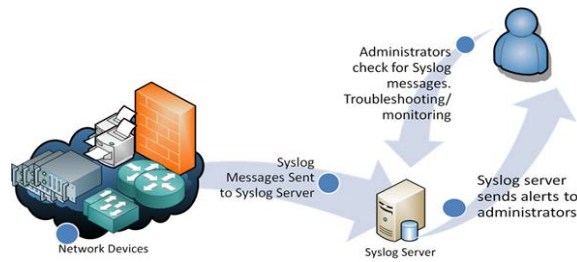 Administrators
check for Syslog
messages.
Troubleshooting/
monitoring
Syslog
Messages Sent
to Syslog Server
Syslog server
sends alerts to
administrators
Network Devices
Syslog Server